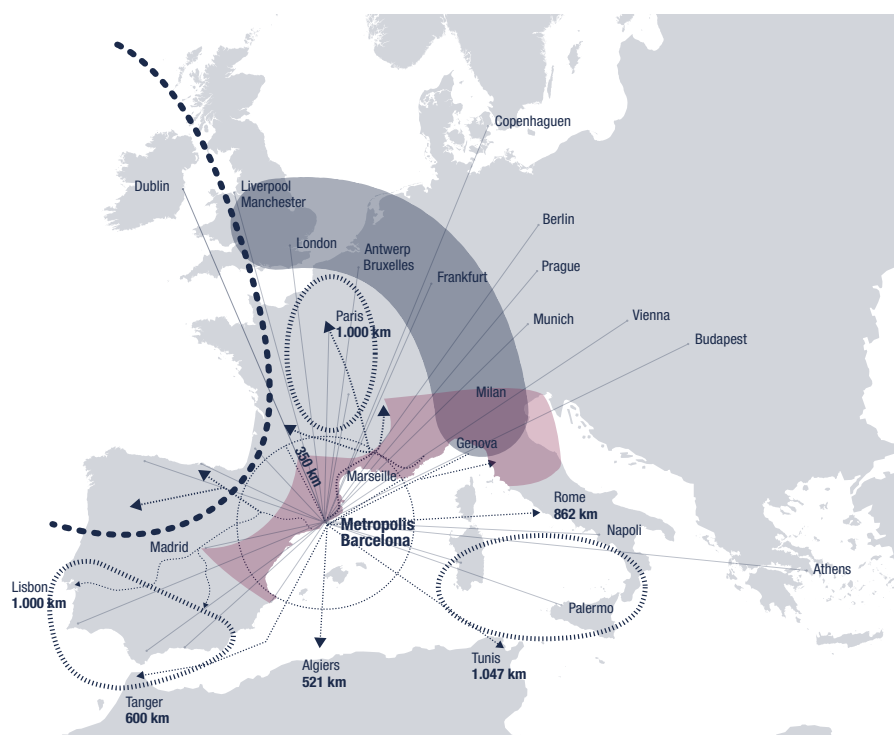 Copenhaguen
Dublin
Liverpool
Manchester
Berlin
London
Antwerp
Bruxelles
Prague
Frankfurt
Paris
1.000 km
Munich
Vienna
Budapest
Milan
Genova
350 km
Marseille
Rome
862 km
Metropolis
Barcelona
Napoli
Madrid
Athens
Lisbon
1.000 km
Palermo
Algiers
521 km
Tunis
1.047 km
Tanger
600 km